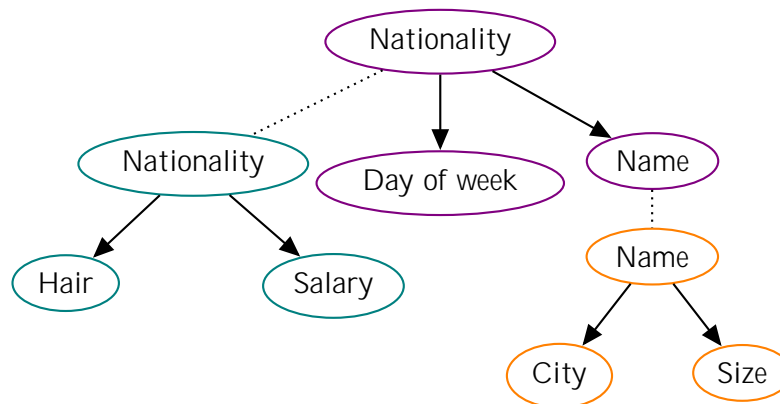 Nationality
Nationality
Day of week
Name
Name
Hair
Salary
City
Size